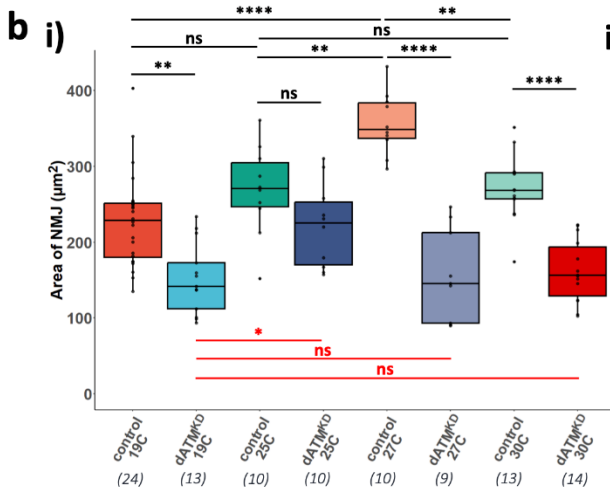 b i) i
**** **
ns ns
** ** ****
ns ****
Area of NMJ (µm²)
400
300
200
100
0
*
ns
ns
control 19C
dATMᴷᴰ 19C
control 25C
dATMᴷᴰ 25C
control 27C
dATMᴷᴰ 27C
control 30C
dATMᴷᴰ 30C
(24) (13) (10) (10) (10) (9) (13) (14)